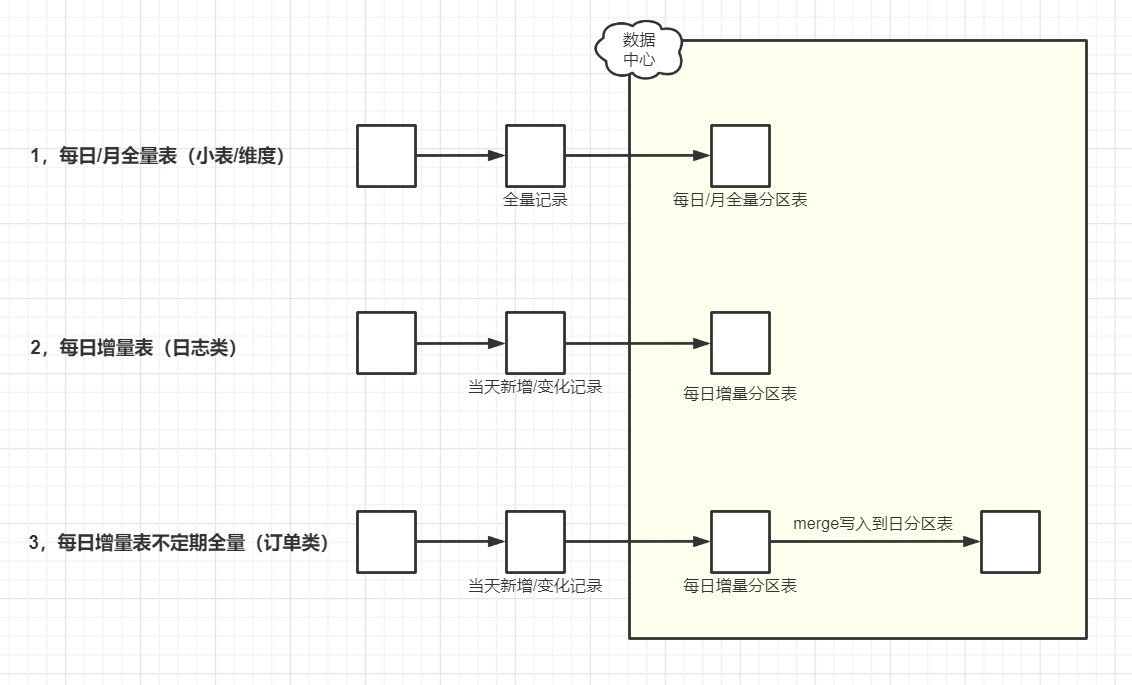 数据
中心
1，每日/月全量表（小表/维度）
全量记录
每日/月全量分区表
2，每日增量表（日志类）
当天新增/变化记录
每日增量分区表
3，每日增量表不定期全量（订单类）
merge写入到日分区表
当天新增/变化记录
每日增量分区表